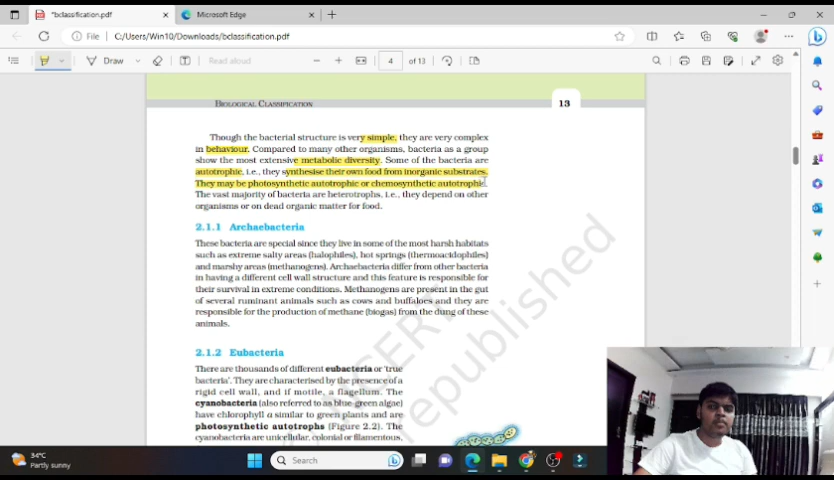 *bclassification.pdf
Microsoft Edge
File
C:/Users/Win10/Downloads/bclassification.pdf
Draw
Read aloud
4
of 13
BIOLOGICAL CLASSIFICATION
13
Though the bacterial structure is very simple, they are very complex
in behaviour. Compared to many other organisms, bacteria as a group
show the most extensive metabolic diversity. Some of the bacteria are
autotrophic, i.e., they synthesise their own food from inorganic substrates.
They may be photosynthetic autotrophic or chemosynthetic autotrophic.
The vast majority of bacteria are heterotrophs, i.e., they depend on other
organisms or on dead organic matter for food.
2.1.1 Archaebacteria
These bacteria are special since they live in some of the most harsh habitats
such as extreme salty areas (halophiles), hot springs (thermoacidophiles)
and marshy areas (methanogens). Archaebacteria differ from other bacteria
in having a different cell wall structure and this feature is responsible for
their survival in extreme conditions. Methanogens are present in the gut
of several ruminant animals such as cows and buffaloes and they are
responsible for the production of methane (biogas) from the dung of these
animals.
2.1.2 Eubacteria
There are thousands of different eubacteria or 'true
bacteria'. They are characterised by the presence of a
rigid cell wall, and if motile, a flagellum. The
cyanobacteria (also referred to as blue-green algae)
have chlorophyll a similar to green plants and are
photosynthetic autotrophs (Figure 2.2). The
cyanobacteria are unicellular, colonial or filamentous,
NCERT
republished
34°C
Partly sunny
Search